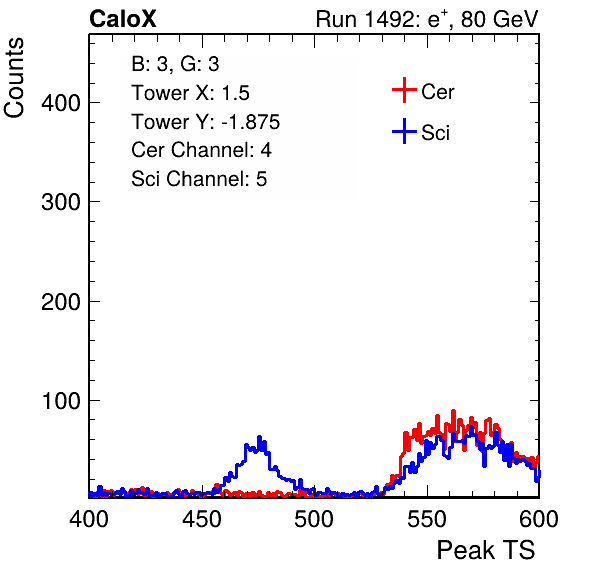 CaloX
Run 1492: e+, 80 GeV
Counts
B: 3, G: 3
Tower X: 1.5
Tower Y: -1.875
Cer Channel: 4
Sci Channel: 5
Cer
Sci
400
300
200
100
400 450 500 550 600
Peak TS